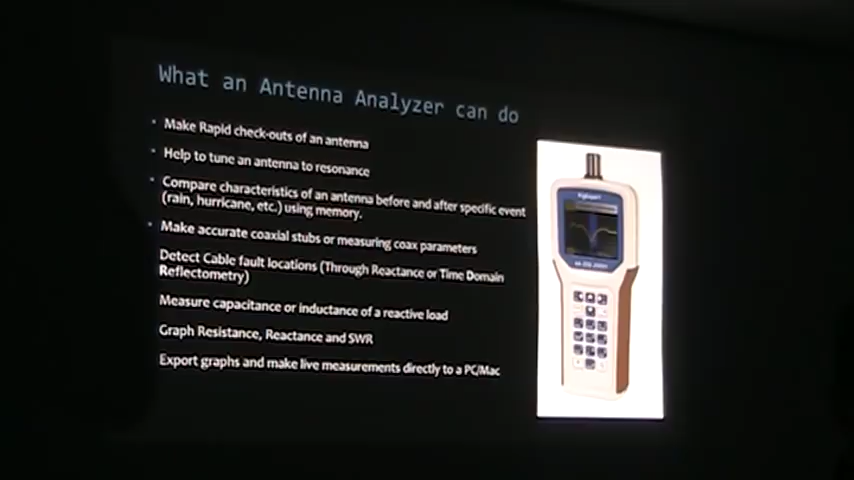 What an Antenna Analyzer can do
• Make Rapid check-outs of an antenna
• Help to tune an antenna to resonance
• Compare characteristics of an antenna before and after specific event
(rain, hurricane, etc.) using memory.
• Make accurate coaxial stubs or measuring coax parameters
Detect Cable fault locations (Through Reactance or Time Domain
Reflectometry)
Measure capacitance or inductance of a reactive load
Graph Resistance, Reactance and SWR
Export graphs and make live measurements directly to a PC/Mac
RigExpert